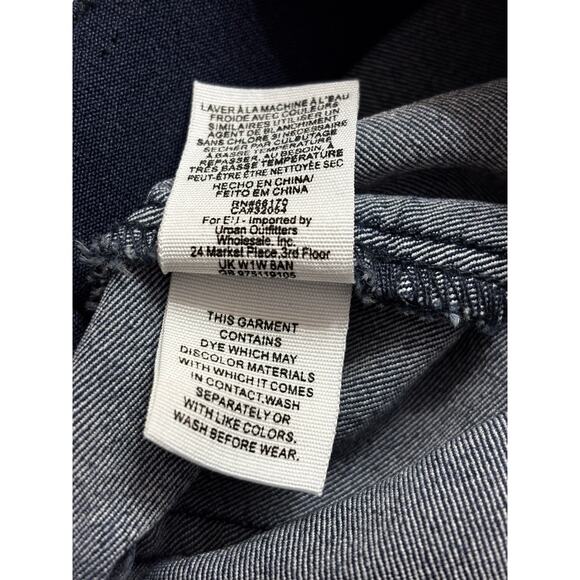 LAVER À LA MACHINE À L'EAU
FROIDE AVEC COULEURS
SIMILAIRES UTILISER UN
AGENT DE BLANCHIMENT
SANS CHLORE SI NÉCESSAIRE
SÉCHER PAR CULBUTAGE
À BASSE TEMPÉRATURE
REPASSER, AU BESOIN, À
TRÈS BASSE TEMPÉRATURE
PEUT-ÊTRE ÊTRE NETTOYÉE SEC
HECHO EN CHINA/
FEITO EM CHINA
RN#66170
CA#32054
For EU - Imported by
Urban Outfitters
Wholesale, Inc.
24 Market Place,3rd Floor
UK W1W 8AN
GB 975119105
THIS GARMENT
CONTAINS
DYE WHICH MAY
DISCOLOR MATERIALS
WITH WHICH IT COMES
IN CONTACT.WASH
SEPARATELY OR
WITH LIKE COLORS.
WASH BEFORE WEAR.